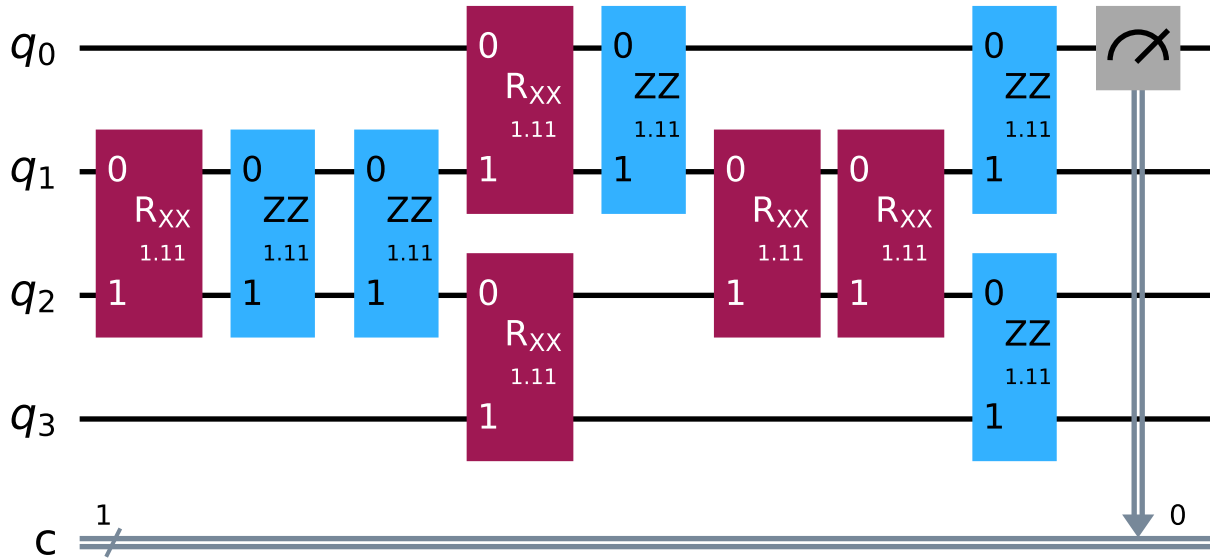 q0 0 0 0
RXX ZZ ZZ
1.11 1.11 1.11
q1 0 0 0 1 1 0 0 1
RXX ZZ ZZ RXX RXX
1.11 1.11 1.11 1.11 1.11
q2 1 1 1 0 1 1 0
RXX ZZ
1.11 1.11
q3 1 1
1 0
c